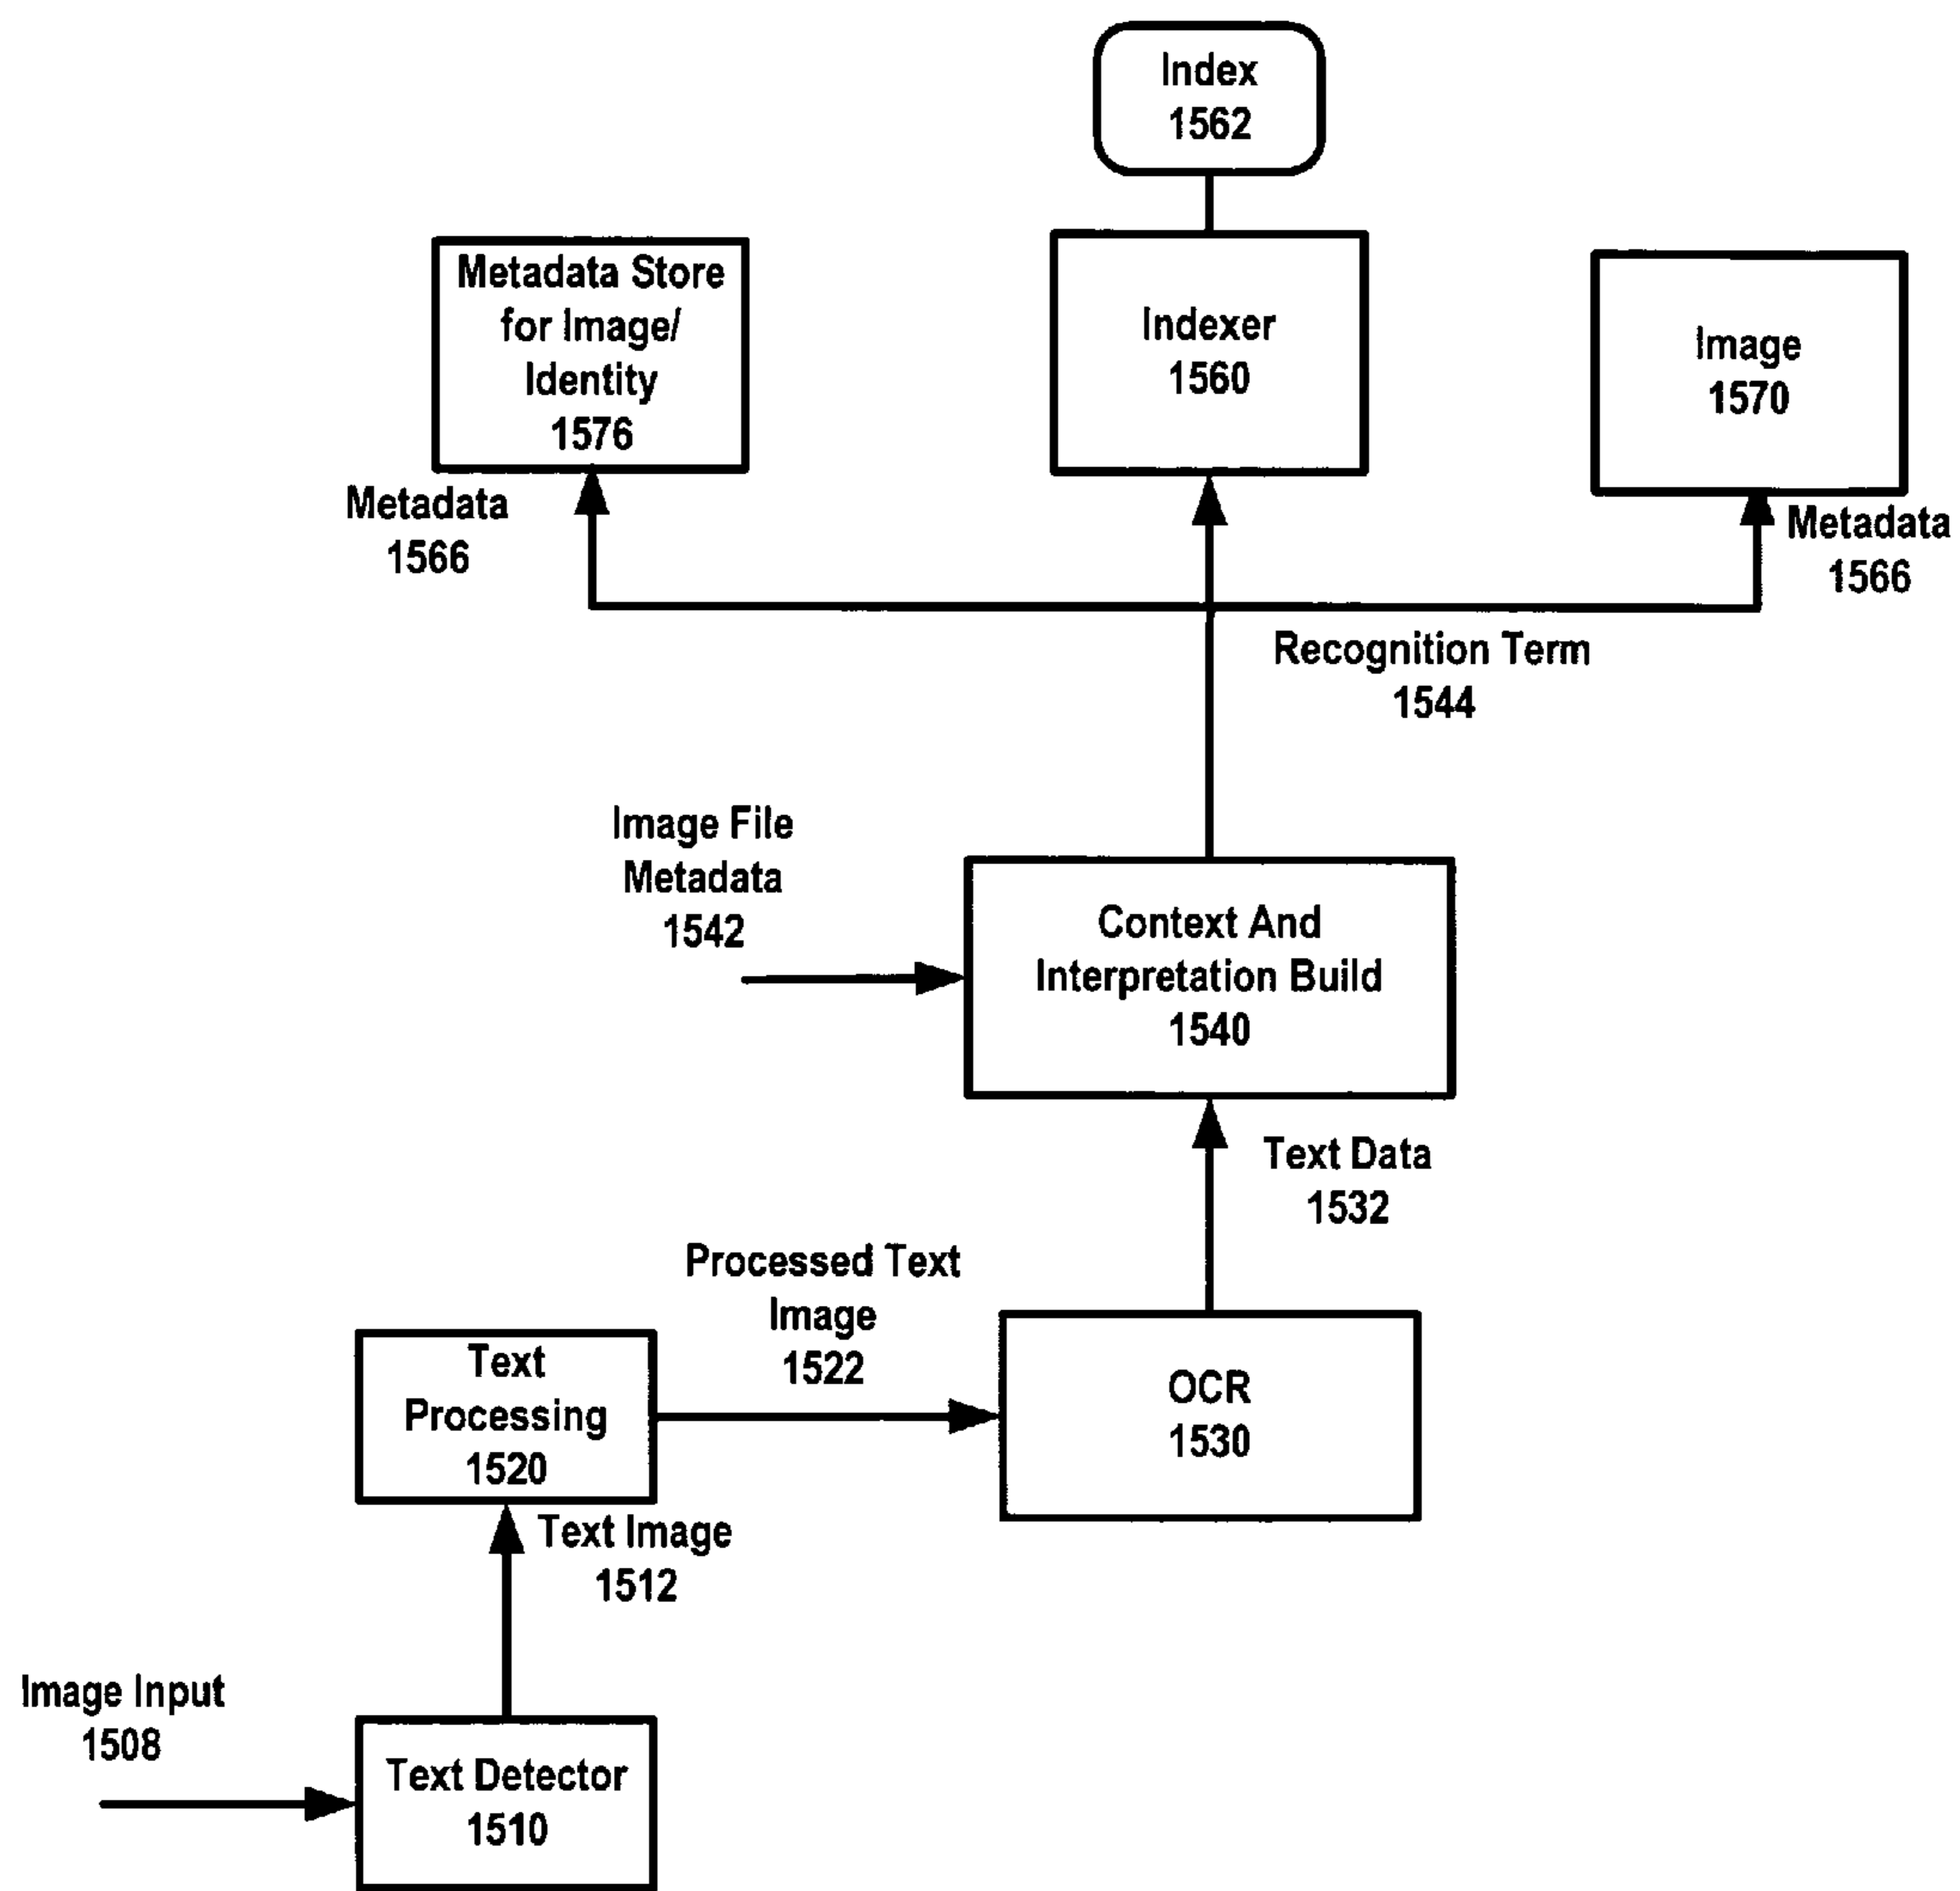 Index
1562
Metadata Store
for Image/
Identity
1576
Indexer
1560
Image
1570
Metadata
1566
Metadata
1566
Recognition Term
1544
Image File
Metadata
1542
Context And
Interpretation Build
1540
Text Data
1532
Processed Text
Image
1522
Text
Processing
1520
OCR
1530
Text Image
1512
Image Input
1508
Text Detector
1510